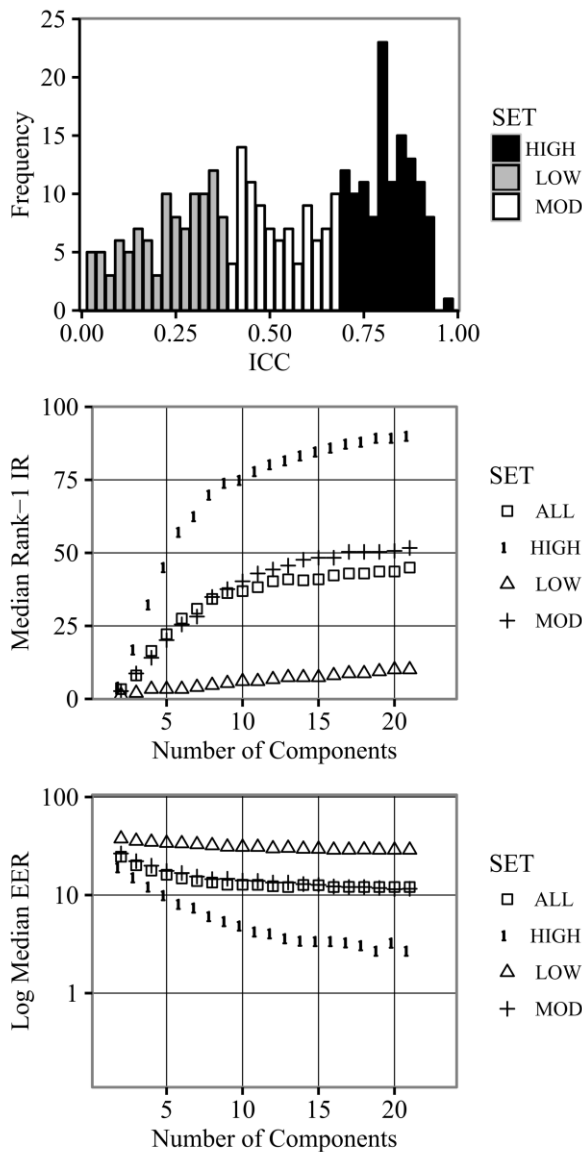 25
20
15
10
5
0
Frequency
0.00 0.25 0.50 0.75 1.00
ICC
SET
HIGH
LOW
MOD
100
75
50
25
0
Median Rank−1 IR
5 10 15 20
Number of Components
SET
ALL
1 HIGH
LOW
MOD
100
10
1
Log Median EER
5 10 15 20
Number of Components
SET
ALL
1 HIGH
LOW
MOD